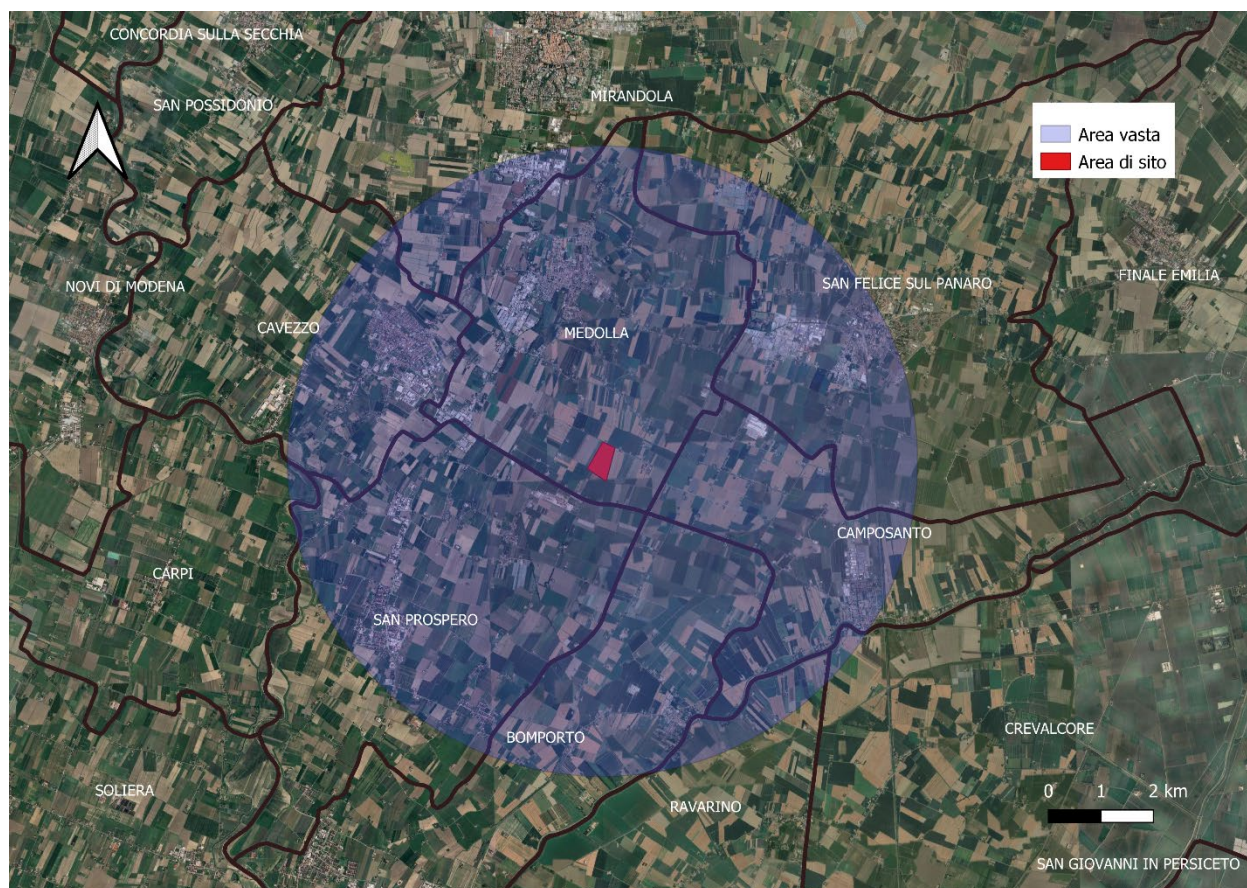 CONCORDIA SULLA SECCHIA
SAN POSSIDONIO
MIRANDOLA
Area vasta
Area di sito
NOVI DI MODENA
CAVEZZO
MEDOLLA
SAN FELICE SUL PANARO
FINALE EMILIA
CARPI
CAMPOSANTO
SAN PROSPERO
BOMPORTO
CREVALCORE
SOLIERA
RAVARINO
0 1 2 km
SAN GIOVANNI IN PERSICETO